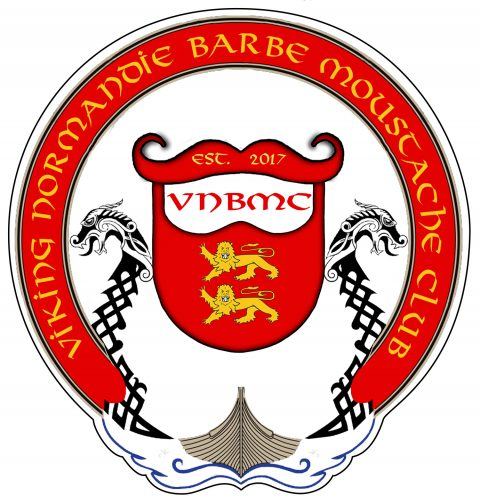 VIKING NORMANDIE BARBE MOUSTACHE CLUB
EST. 2017
VNBMC